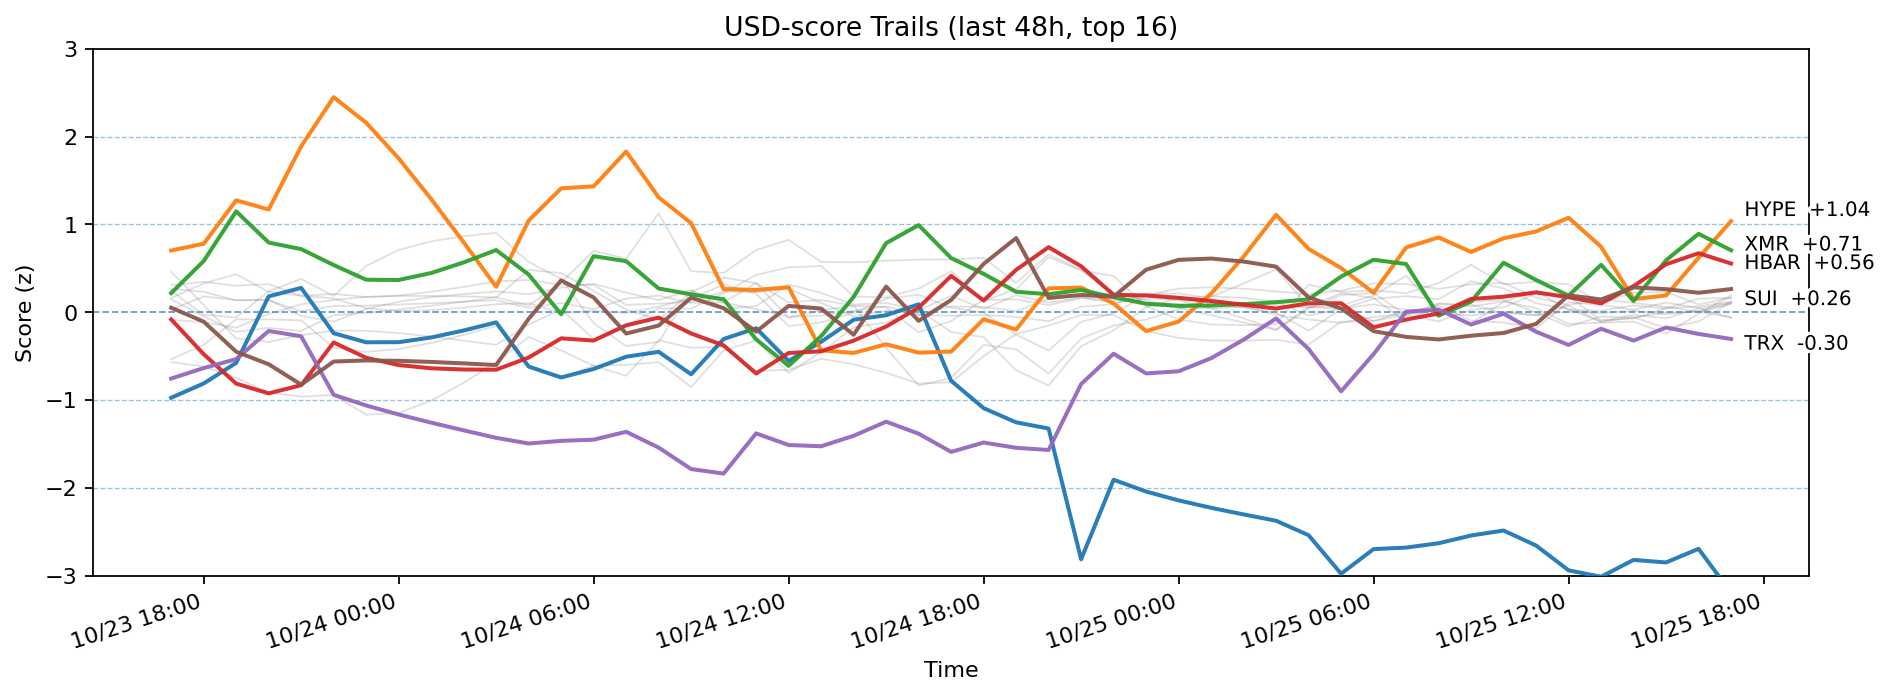 USD-score Trails (last 48h, top 16)
Score (z)
3
2
1
0
−1
−2
−3
HYPE +1.04
XMR +0.71
HBAR +0.56
SUI +0.26
TRX -0.30
10/23 18:00
10/24 00:00
10/24 06:00
10/24 12:00
10/24 18:00
10/25 00:00
10/25 06:00
10/25 12:00
10/25 18:00
Time